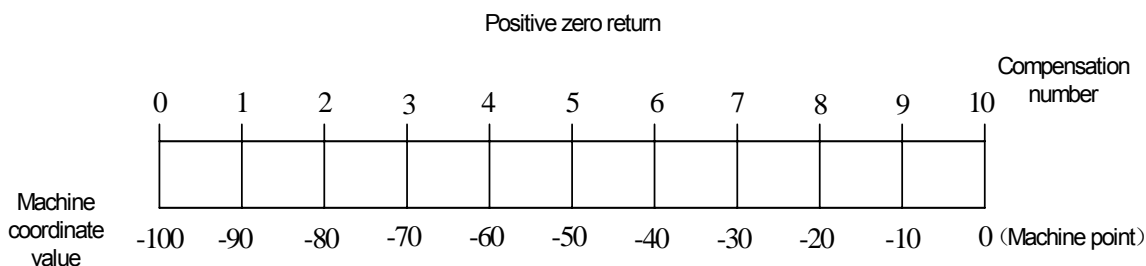 Positive zero return
Compensation
number
0 1 2 3 4 5 6 7 8 9 10
Machine
coordinate
value
-100 -90 -80 -70 -60 -50 -40 -30 -20 -10 0（Machine point）